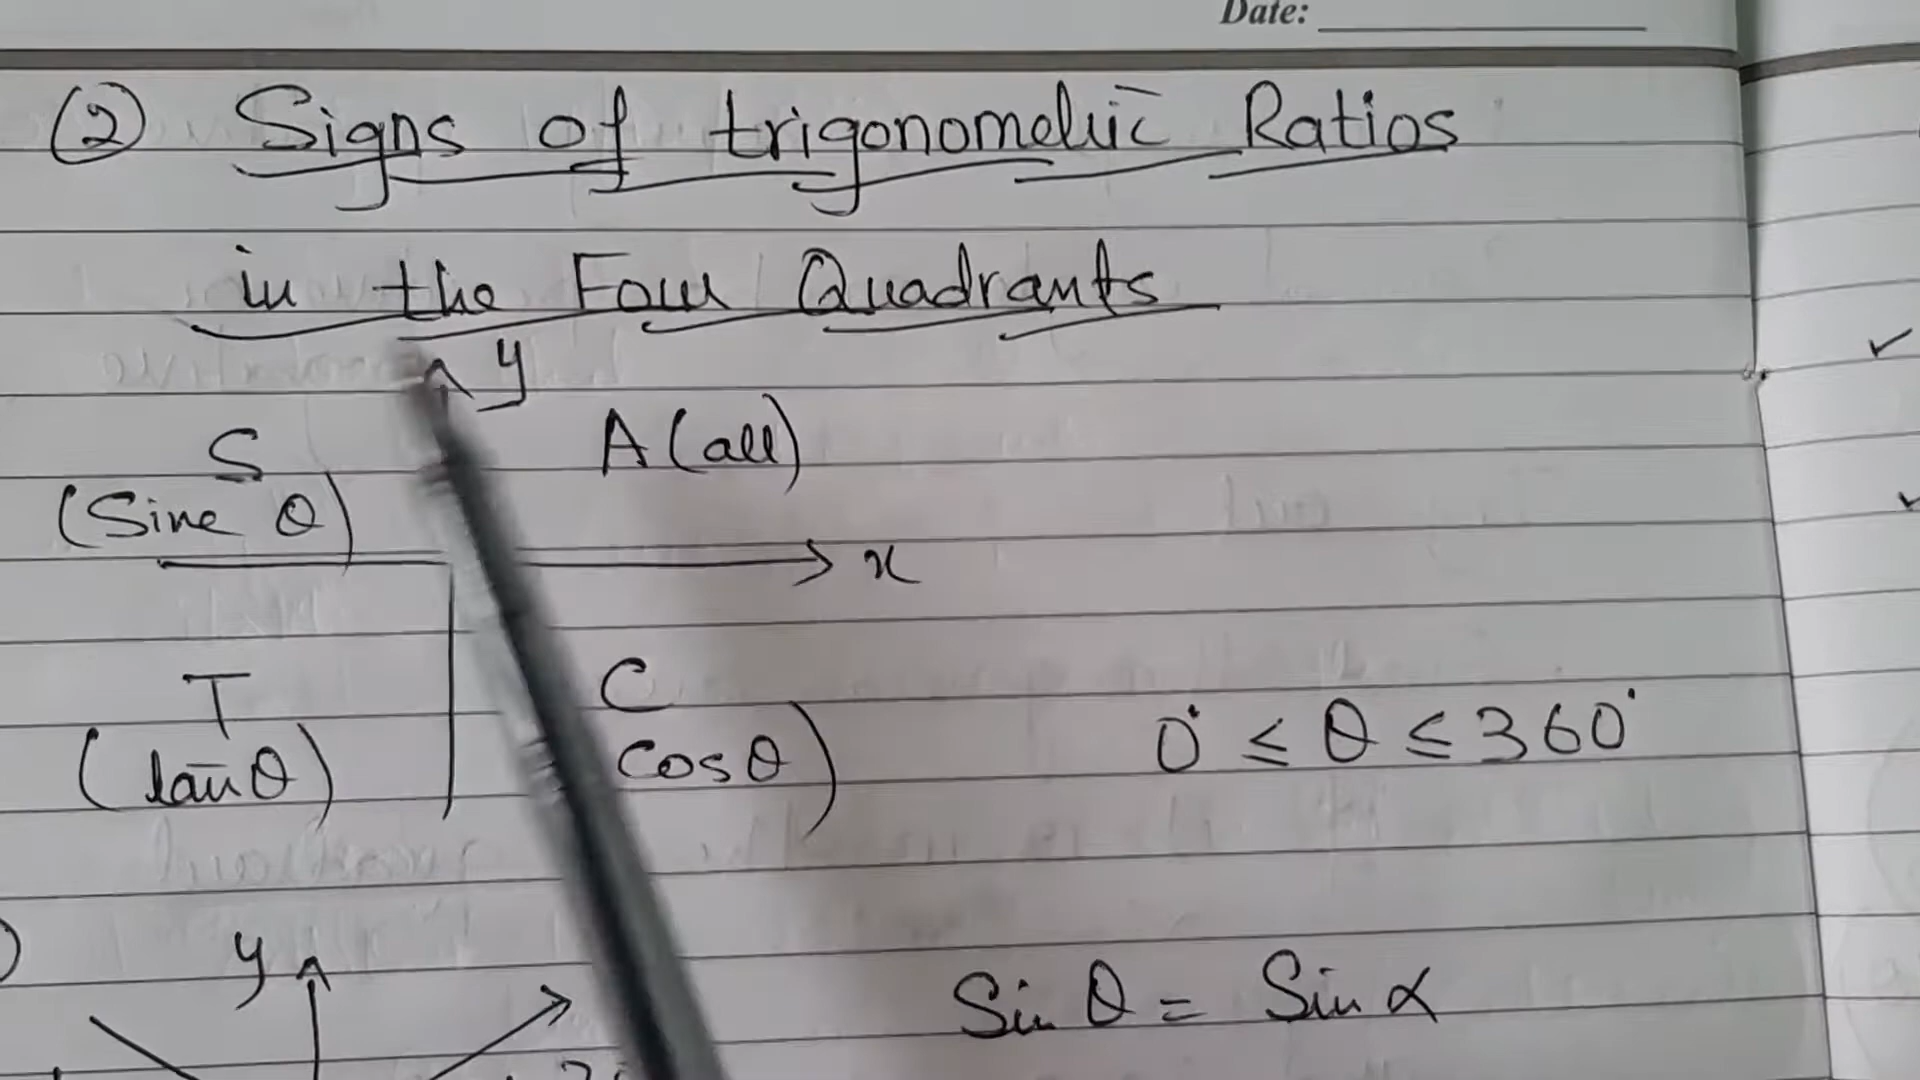 Date:
② Signs of trigonometric Ratios
in the Four Quadrants
y
S A (all)
(Sine θ)
x
T C
(tan θ) cos θ) 0° ≤ θ ≤ 360°
y
Sin θ = Sin α